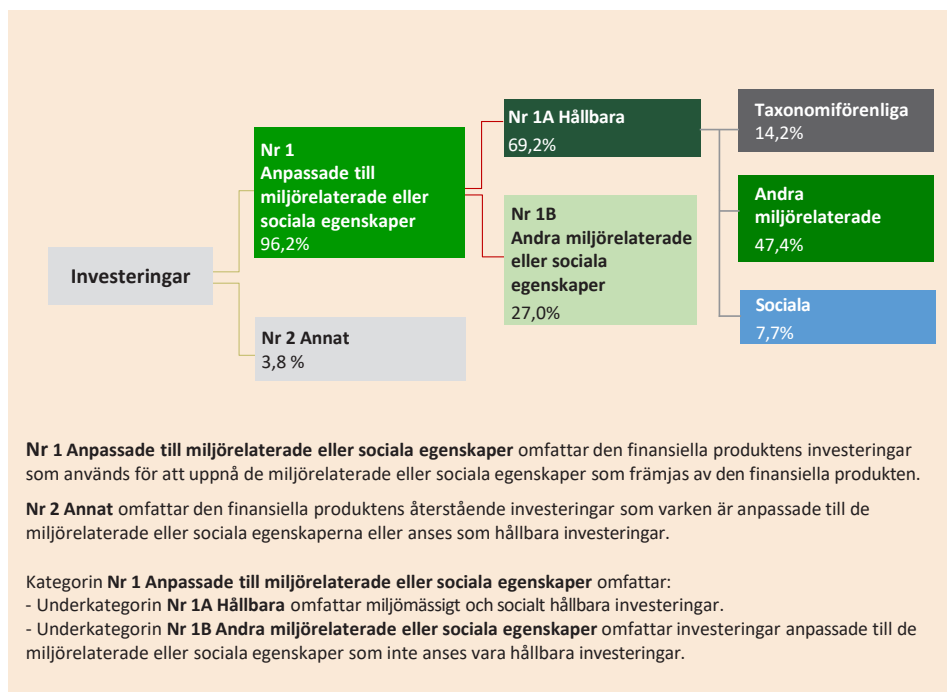 Investeringar
Nr 1
Anpassade till
miljörelaterade eller
sociala egenskaper
96,2%
Nr 2 Annat
3,8 %
Nr 1A Hållbara
69,2%
Nr 1B
Andra miljörelaterade
eller sociala
egenskaper
27,0%
Taxonomiförenliga
14,2%
Andra
miljörelaterade
47,4%
Sociala
7,7%
Nr 1 Anpassade till miljörelaterade eller sociala egenskaper omfattar den finansiella produktens investeringar
som används för att uppnå de miljörelaterade eller sociala egenskaper som främjas av den finansiella produkten.
Nr 2 Annat omfattar den finansiella produktens återstående investeringar som varken är anpassade till de
miljörelaterade eller sociala egenskaperna eller anses som hållbara investeringar.
Kategorin Nr 1 Anpassade till miljörelaterade eller sociala egenskaper omfattar:
- Underkategorin Nr 1A Hållbara omfattar miljömässigt och socialt hållbara investeringar.
- Underkategorin Nr 1B Andra miljörelaterade eller sociala egenskaper omfattar investeringar anpassade till de
miljörelaterade eller sociala egenskaper som inte anses vara hållbara investeringar.